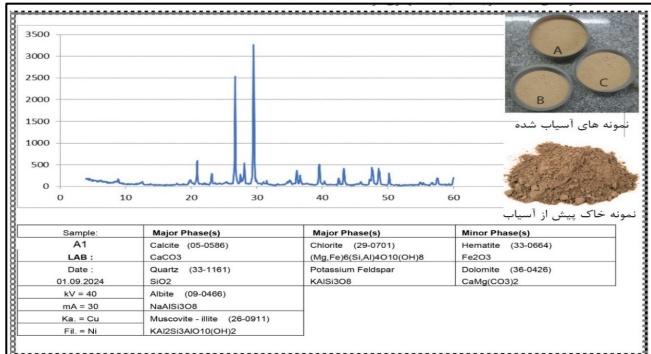 3500
3000
2500
2000
1500
1000
500
0
0 10 20 30 40 50 60
A
B
C
نمونه های آسیاب شده
نمونه خاک پیش از آسیاب
Sample: Major Phase(s) Major Phase(s) Minor Phase(s)
A1 Calcite (05-0586) Chlorite (29-0701) Hematite (33-0664)
LAB : CaCO3 (Mg,Fe)6(Si,Al)4O10(OH)8 Fe2O3
Date : Quartz (33-1161) Potassium Feldspar Dolomite (36-0426)
01.09.2024 SiO2 KAlSi3O8 CaMg(CO3)2
kV = 40 Albite (09-0466)
mA = 30 NaAlSi3O8
Ka. = Cu Muscovite - illite (26-0911)
Fil. = Ni KAl2Si3AlO10(OH)2